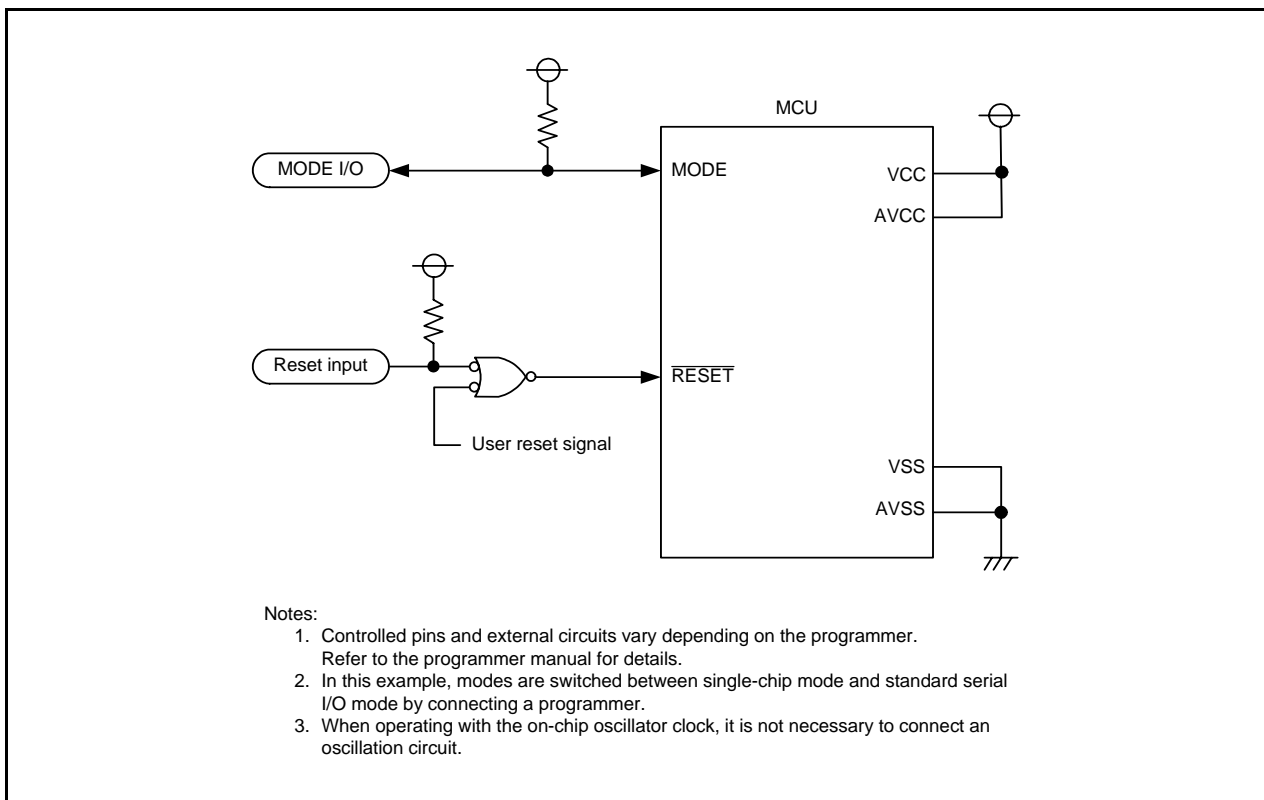 MCU
MODE I/O
MODE
VCC
AVCC
Reset input
RESET
User reset signal
VSS
AVSS
Notes:
1. Controlled pins and external circuits vary depending on the programmer.
Refer to the programmer manual for details.
2. In this example, modes are switched between single-chip mode and standard serial
I/O mode by connecting a programmer.
3. When operating with the on-chip oscillator clock, it is not necessary to connect an
oscillation circuit.